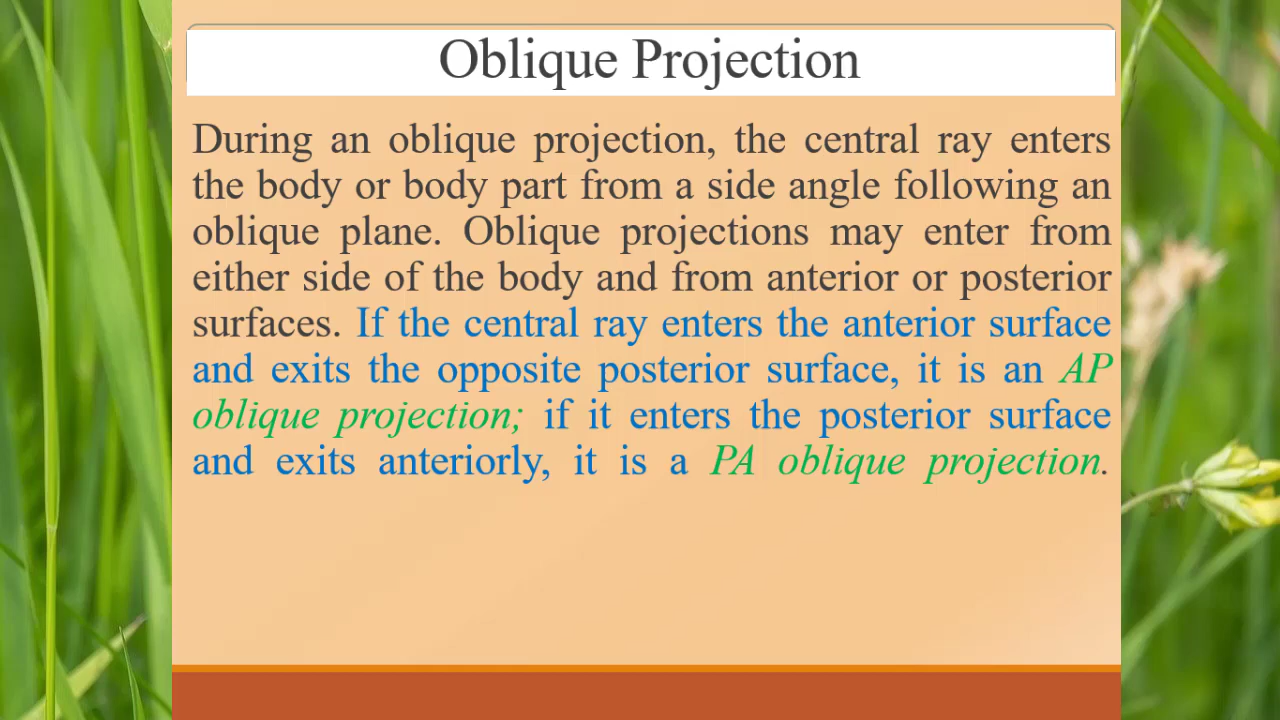 Oblique Projection
During an oblique projection, the central ray enters
the body or body part from a side angle following an
oblique plane. Oblique projections may enter from
either side of the body and from anterior or posterior
surfaces. If the central ray enters the anterior surface
and exits the opposite posterior surface, it is an AP
oblique projection; if it enters the posterior surface
and exits anteriorly, it is a PA oblique projection.